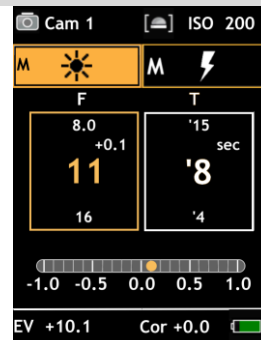 Cam 1 [ ] ISO 200
M M
F T
8.0 '15
+0.1 sec
11 '8
16 '4
-1.0 -0.5 0.0 0.5 1.0
EV +10.1 Cor +0.0